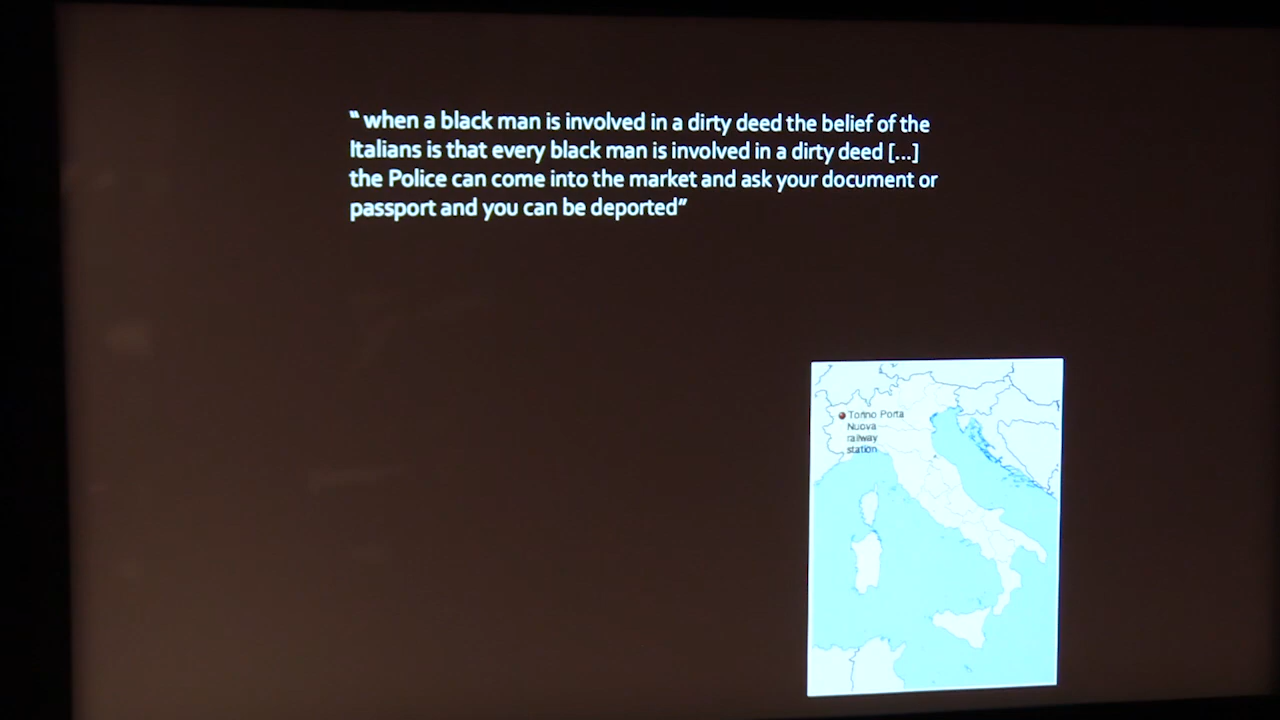 “ when a black man is involved in a dirty deed the belief of the
Italians is that every black man is involved in a dirty deed [...]
the Police can come into the market and ask your document or
passport and you can be deported”
Torino Porta
Nuova
railway
station